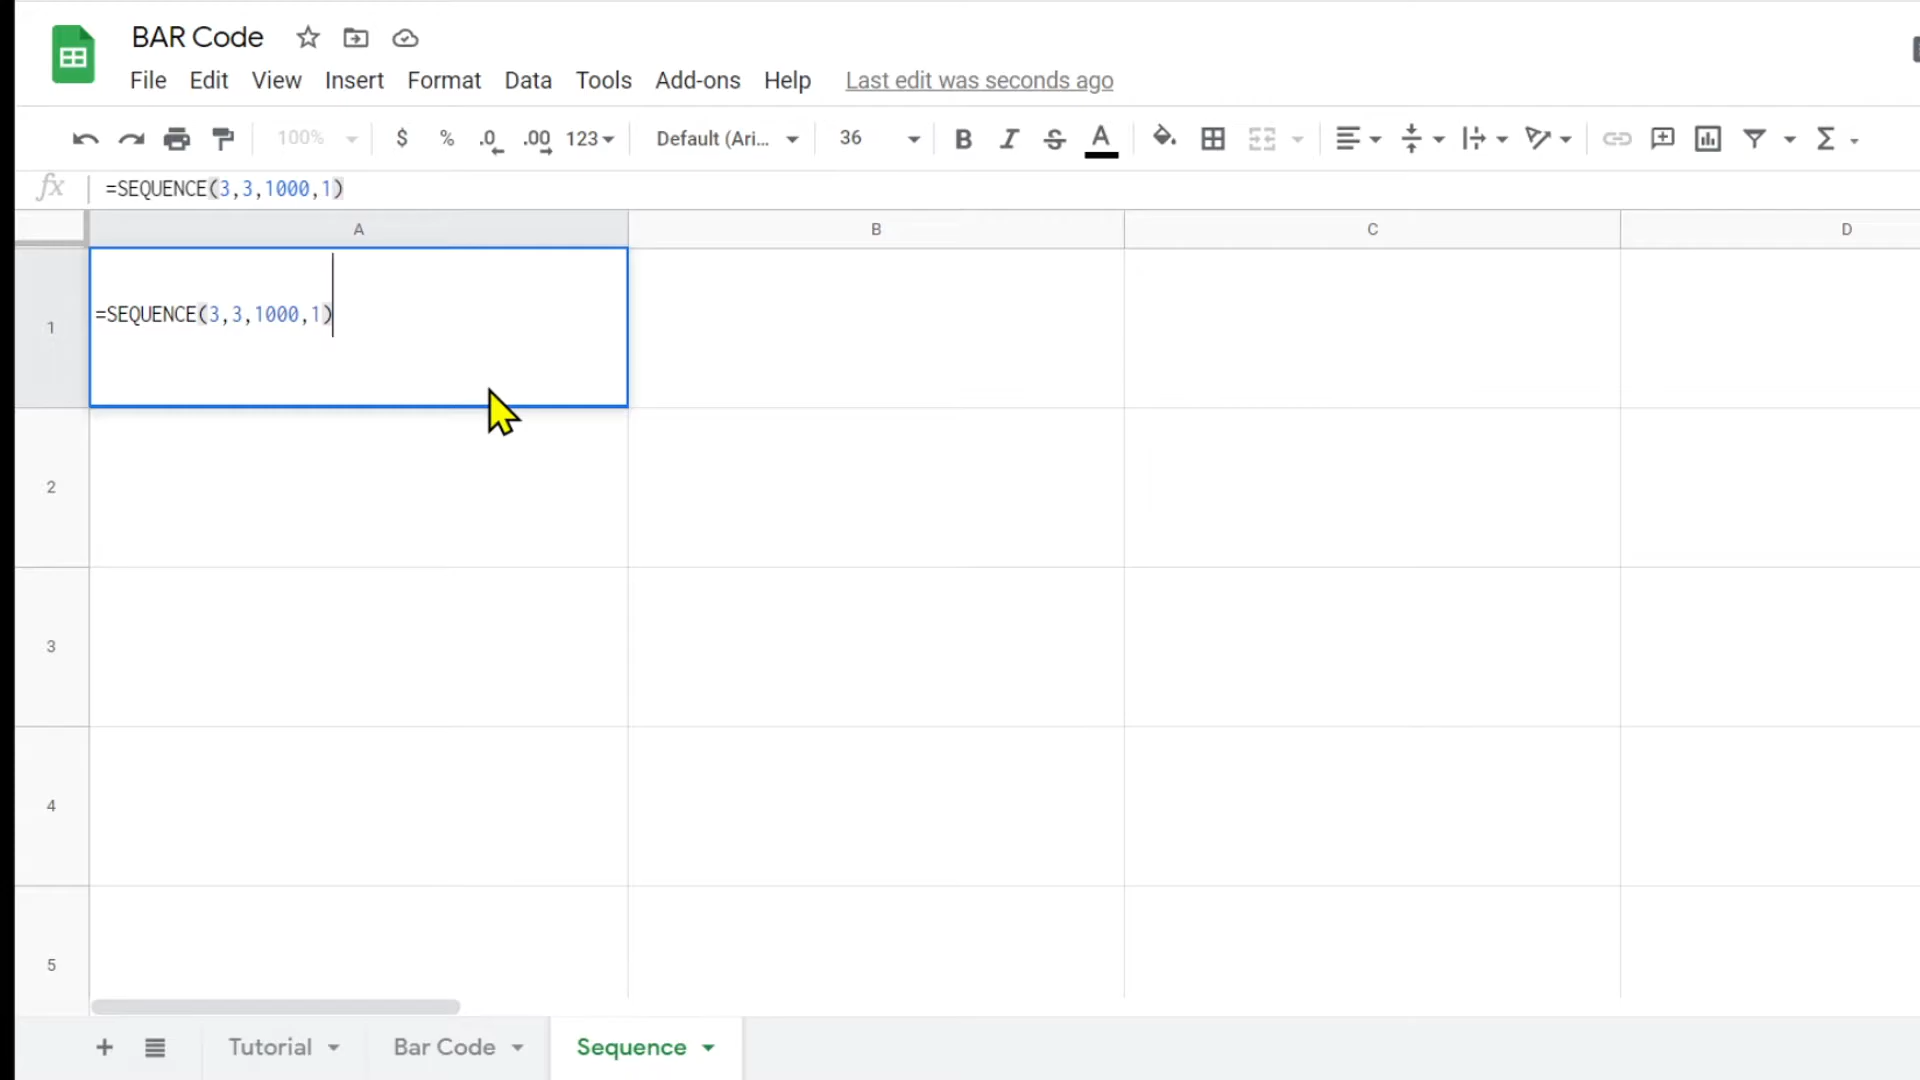 BAR Code
File Edit View Insert Format Data Tools Add-ons Help Last edit was seconds ago
100% $ % .0 .00 123 Default (Ari... 36 B I S A Σ
fx =SEQUENCE(3,3,1000,1)
A B C D
1 =SEQUENCE(3,3,1000,1)
2
3
4
5
+ Tutorial Bar Code Sequence